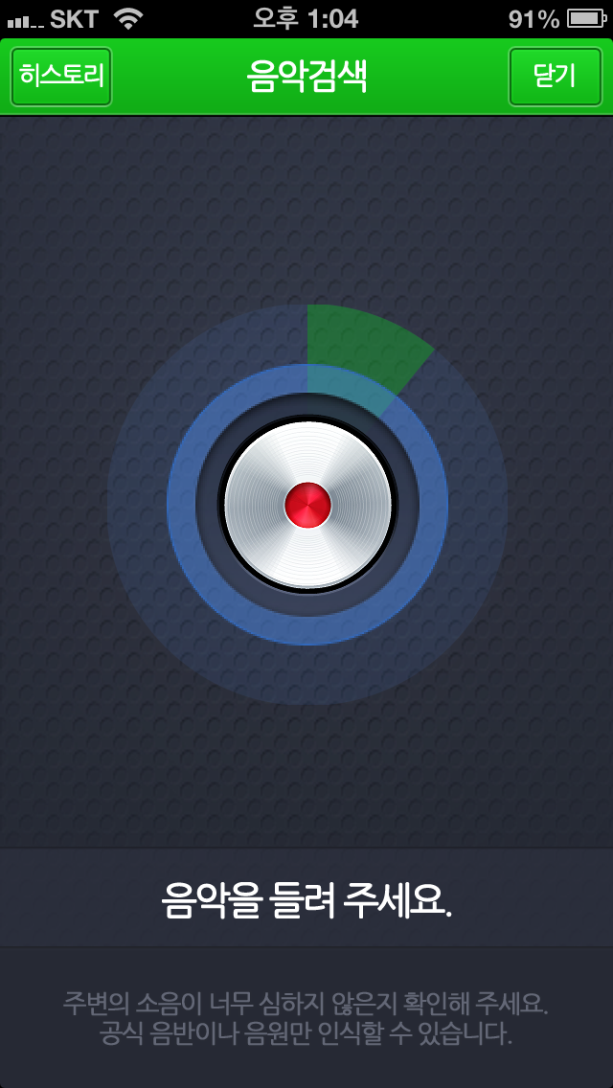 SKT 오후 1:04 91%
히스토리 음악검색 닫기
음악을 들려 주세요.
주변의 소음이 너무 심하지 않은지 확인해 주세요.
공식 음반이나 음원만 인식할 수 있습니다.